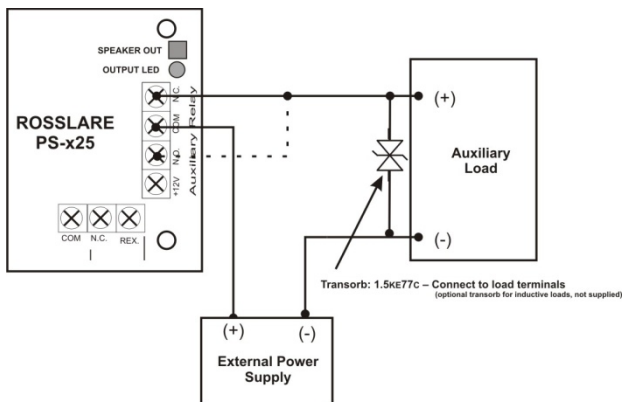 SPEAKER OUT
OUTPUT LED
ROSSLARE
PS-x25
N.C.
COM
N.O.
+12V
Auxiliary Relay
COM N.C. REX.
(+)
Auxiliary
Load
(-)
Transorb: 1.5KE77C – Connect to load terminals
(optional transorb for inductive loads, not supplied)
(+) (-)
External Power
Supply